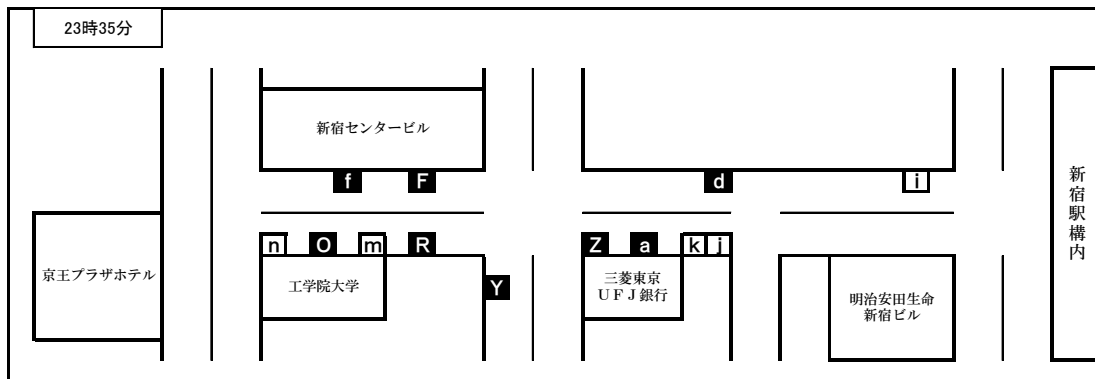 23時35分
新宿センタービル
f
F
d
i
新宿駅構内
n
O
m
R
Z
a
k
j
京王プラザホテル
工学院大学
Y
三菱東京
UFJ銀行
明治安田生命
新宿ビル